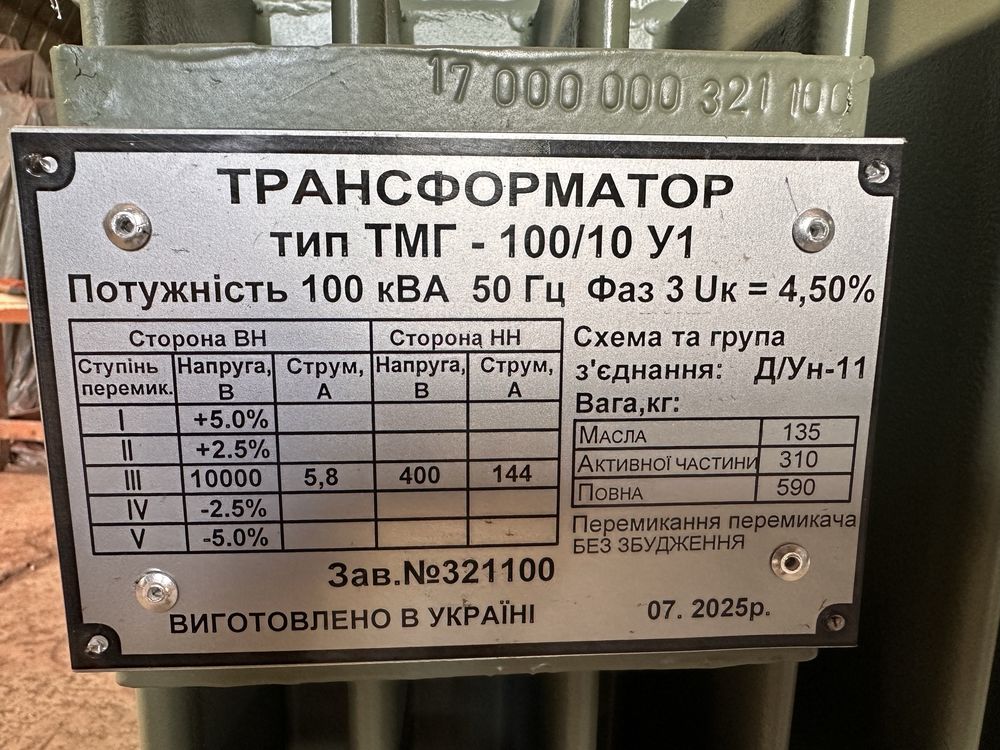 17 000 000 321 100
ТРАНСФОРМАТОР
тип ТМГ - 100/10 У1
Потужність 100 кВА 50 Гц Фаз 3 Uк = 4,50%
Сторона ВН Сторона НН
Ступінь перемик. Напруга, В Струм, А Напруга, В Струм, А
I +5.0%
II +2.5%
III 10000 5,8 400 144
IV -2.5%
V -5.0%
Схема та група
з'єднання: Д/Ун-11
Вага,кг:
Масла 135
Активної частини 310
Повна 590
Перемикання перемикача
БЕЗ ЗБУДЖЕННЯ
Зав.№321100
ВИГОТОВЛЕНО В УКРАЇНІ 07. 2025р.